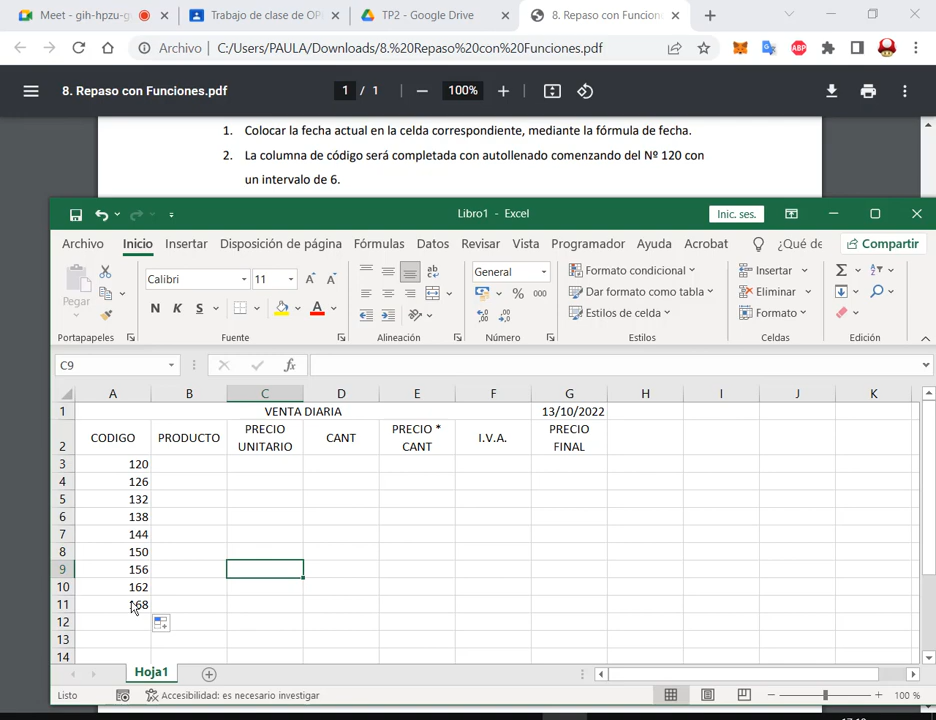 Meet - gih-hpzu-g
Trabajo de clase de OP
TP2 - Google Drive
8. Repaso con Funcion
Archivo
C:/Users/PAULA/Downloads/8.%20Repaso%20con%20Funciones.pdf
ABP
8. Repaso con Funciones.pdf
1 / 1
100%
1. Colocar la fecha actual en la celda correspondiente, mediante la fórmula de fecha.
2. La columna de código será completada con autollenado comenzando del Nº 120 con
un intervalo de 6.
Libro1 - Excel
Inic. ses.
Archivo Inicio Insertar Disposición de página Fórmulas Datos Revisar Vista Programador Ayuda Acrobat ¿Qué de Compartir
Pegar
Calibri 11
N K S
General
% 000
Formato condicional
Dar formato como tabla
Estilos de celda
Insertar
Eliminar
Formato
Portapapeles Fuente Alineación Número Estilos Celdas Edición
C9 fx
A B C D E F G H I J K
1 VENTA DIARIA 13/10/2022
2 CODIGO PRODUCTO PRECIO UNITARIO CANT PRECIO * CANT I.V.A. PRECIO FINAL
3 120
4 126
5 132
6 138
7 144
8 150
9 156
10 162
11 168
12
13
14
Hoja1
Listo
Accesibilidad: es necesario investigar
100 %